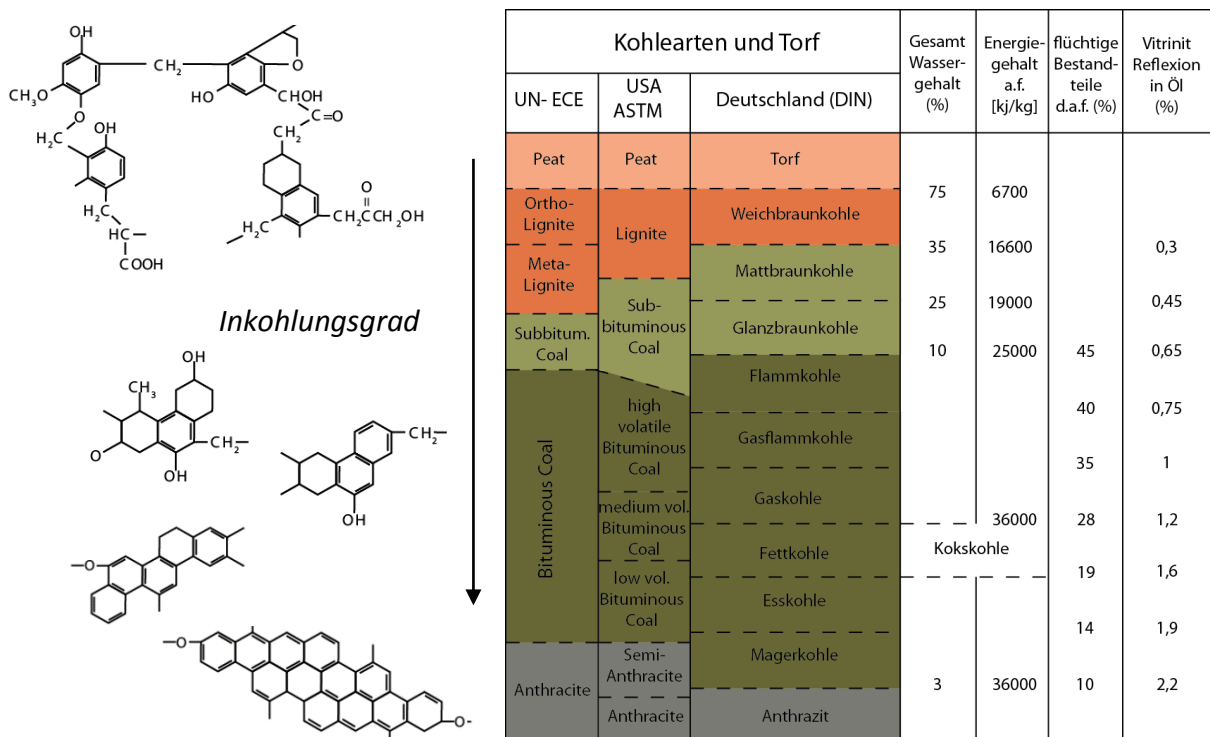 OH
CH₂
O
CH₃O
HO
CHOH
O
C=O
H₂C
OH
CH₂
O
CH₂C CH₂OH
H₂C
HC
H₂C
COOH
Inkohlungsgrad
OH
CH₃
CH₂
O
OH
CH₂
OH
O
O
O
Kohlearten und Torf
UN- ECE
USA
ASTM
Deutschland (DIN)
Gesamt
Wasser-
gehalt
(%)
Energie-
gehalt
a.f.
[kj/kg]
flüchtige
Bestand-
teile
d.a.f. (%)
Vitrinit
Reflexion
in Öl
(%)
Peat
Peat
Torf
75
6700
Ortho-
Lignite
Lignite
Weichbraunkohle
35
16600
0,3
Meta-
Lignite
Mattbraunkohle
25
19000
0,45
Subbitum.
Coal
Sub-
bituminous
Coal
Glanzbraunkohle
10
25000
45
0,65
Bituminous Coal
Flammkohle
40
0,75
high
volatile
Bituminous
Coal
Gasflammkohle
35
1
Gaskohle
36000
28
1,2
medium vol.
Bituminous
Coal
Fettkohle
Kokskohle
19
1,6
low vol.
Bituminous
Coal
Esskohle
14
1,9
Semi-
Anthracite
Magerkohle
Anthracite
3
36000
10
2,2
Anthracite
Anthrazit